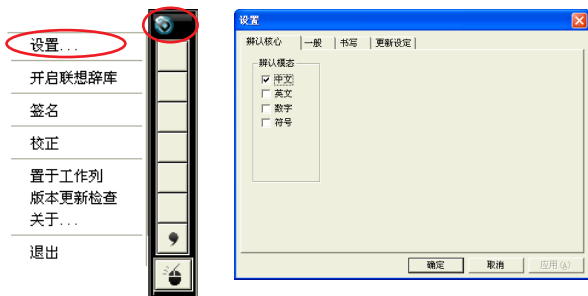 设置...
开启联想辞库
签名
校正
置于工作列
版本更新检查
关于...
退出
设置
辨认核心 一般 书写 更新设定
辨认模态
中文
英文
数字
符号
确定 取消 应用(A)